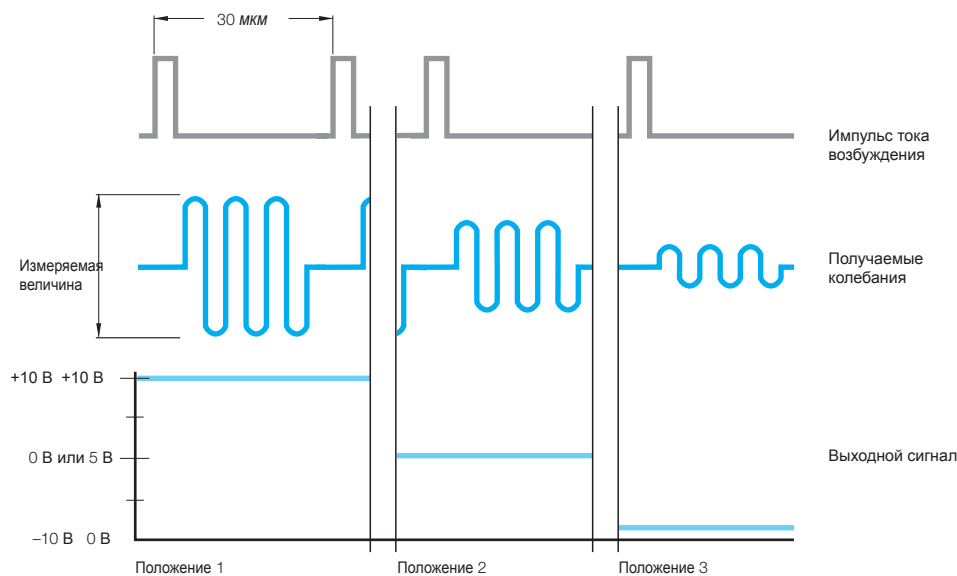 30 мкм
Импульс тока
возбуждения
Измеряемая
величина
Получаемые
колебания
+10 В +10 В
0 В или 5 В
Выходной сигнал
–10 В 0 В
Положение 1
Положение 2
Положение 3